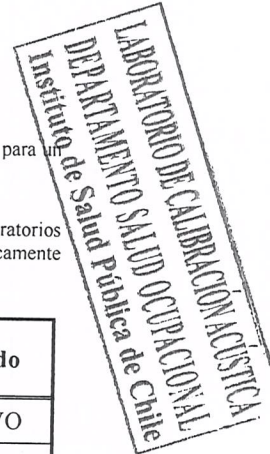 para un
ratorios
camente
do
VO
LABORATORIO DE CALIBRACIÓN ACÚSTICA
DEPARTAMENTO SALUD OCUPACIONAL
Instituto de Salud Pública de Chile